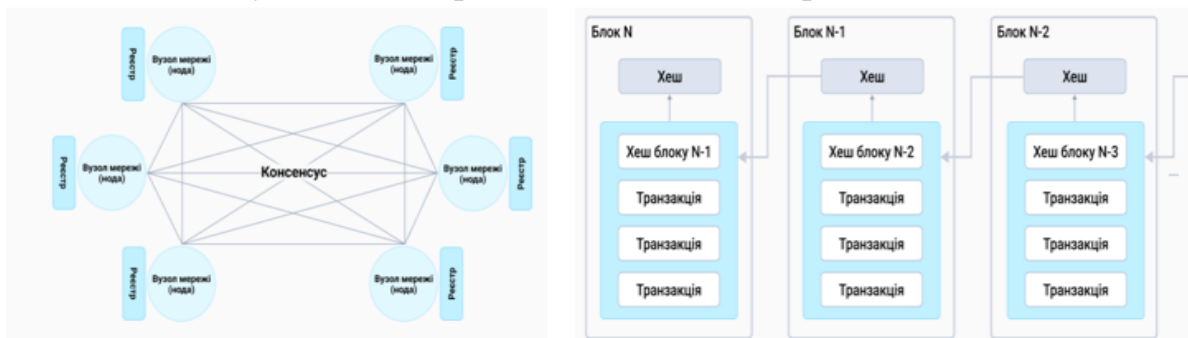 Реєстр
Вузол мережі
(нода)
Вузол мережі
(нода)
Реєстр
Реєстр
Вузол мережі
(нода)
Консенсус
Вузол мережі
(нода)
Реєстр
Реєстр
Вузол мережі
(нода)
Вузол мережі
(нода)
Реєстр
Блок N
Хеш
Хеш блоку N-1
Транзакція
Транзакція
Транзакція
Блок N-1
Хеш
Хеш блоку N-2
Транзакція
Транзакція
Транзакція
Блок N-2
Хеш
Хеш блоку N-3
Транзакція
Транзакція
Транзакція
...